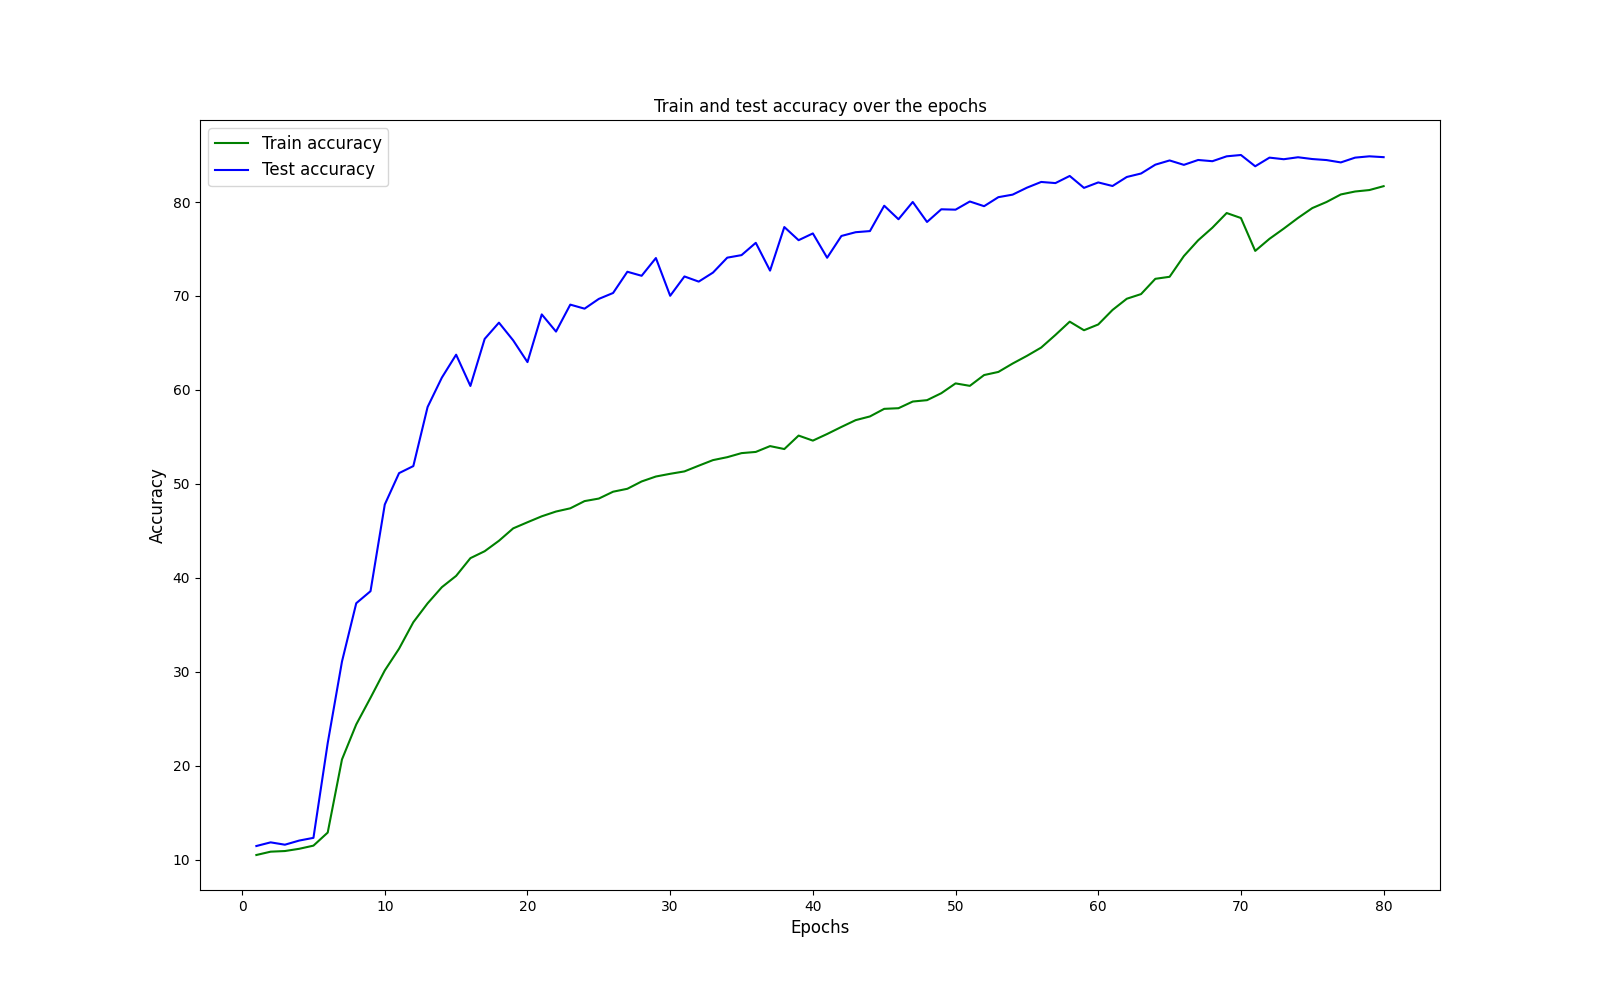 Train and test accuracy over the epochs
Train accuracy
Test accuracy
Accuracy
80
70
60
50
40
30
20
10
0 10 20 30 40 50 60 70 80
Epochs